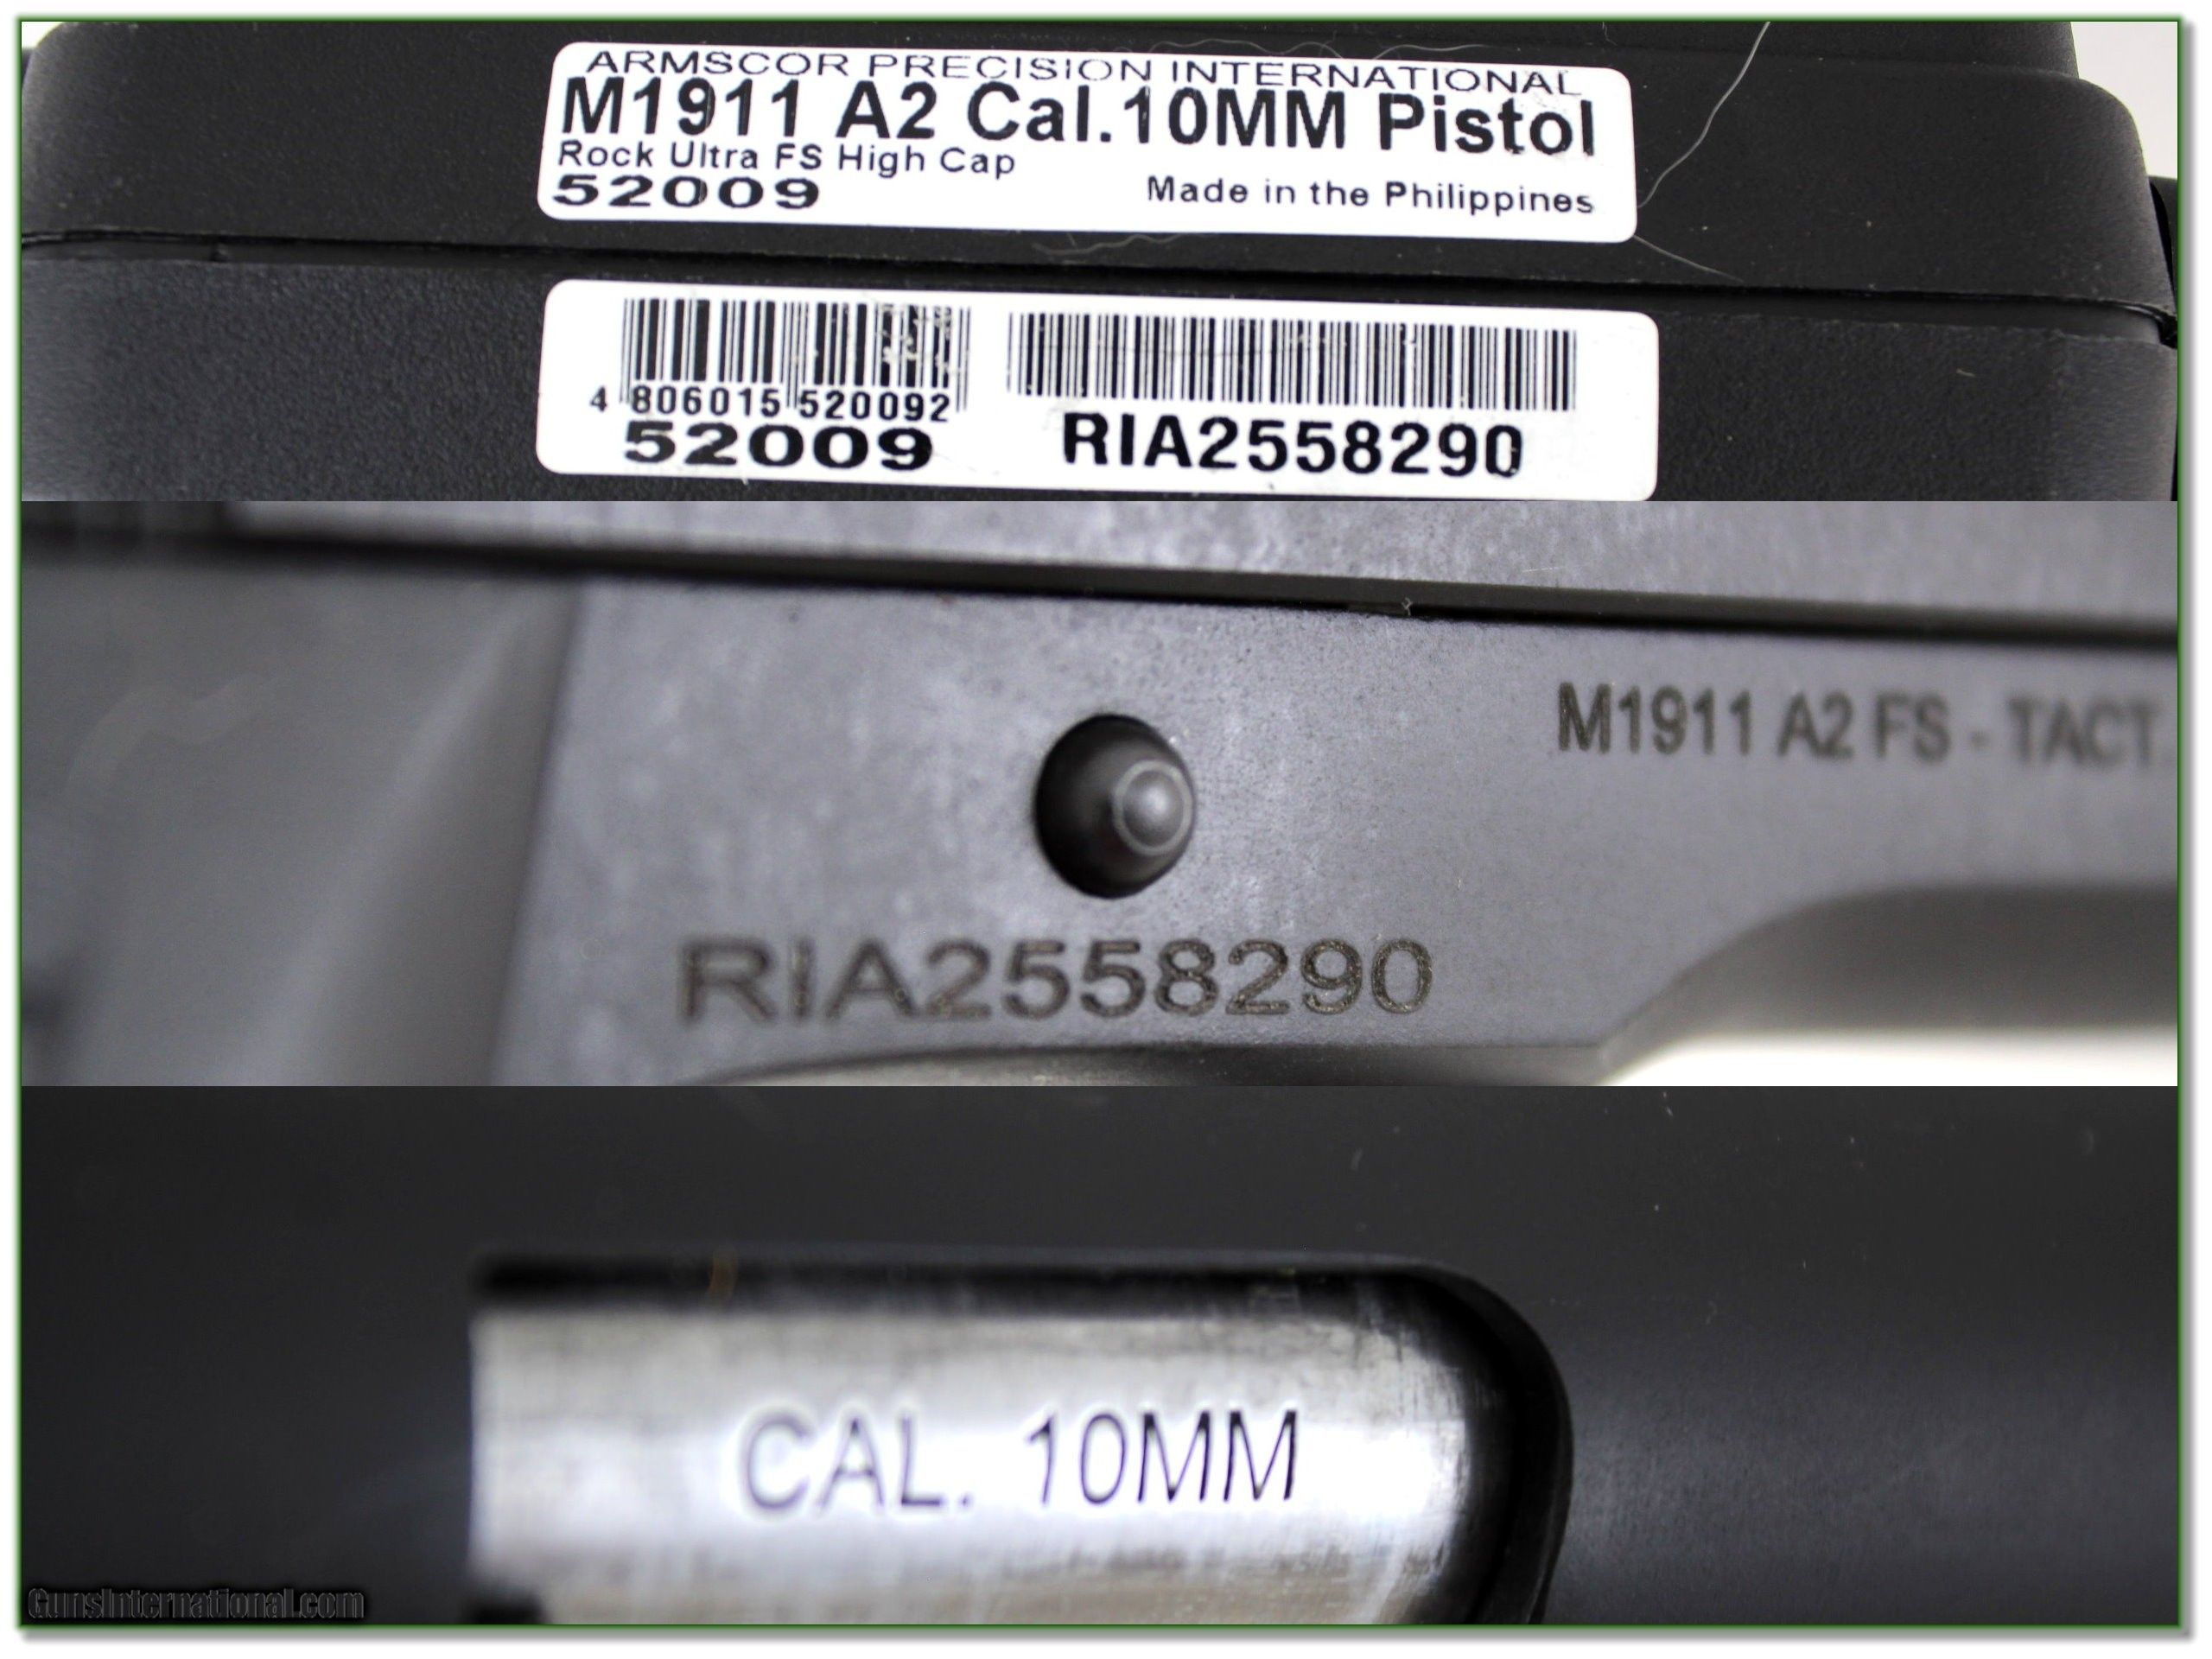 ARMSCOR PRECISION INTERNATIONAL
M1911 A2 Cal.10MM Pistol
Rock Ultra FS High Cap
52009 Made in the Philippines
4 806015 520092
52009 RIA2558290
M1911 A2 FS - TACT.
RIA2558290
CAL. 10MM
GunsInternational.com